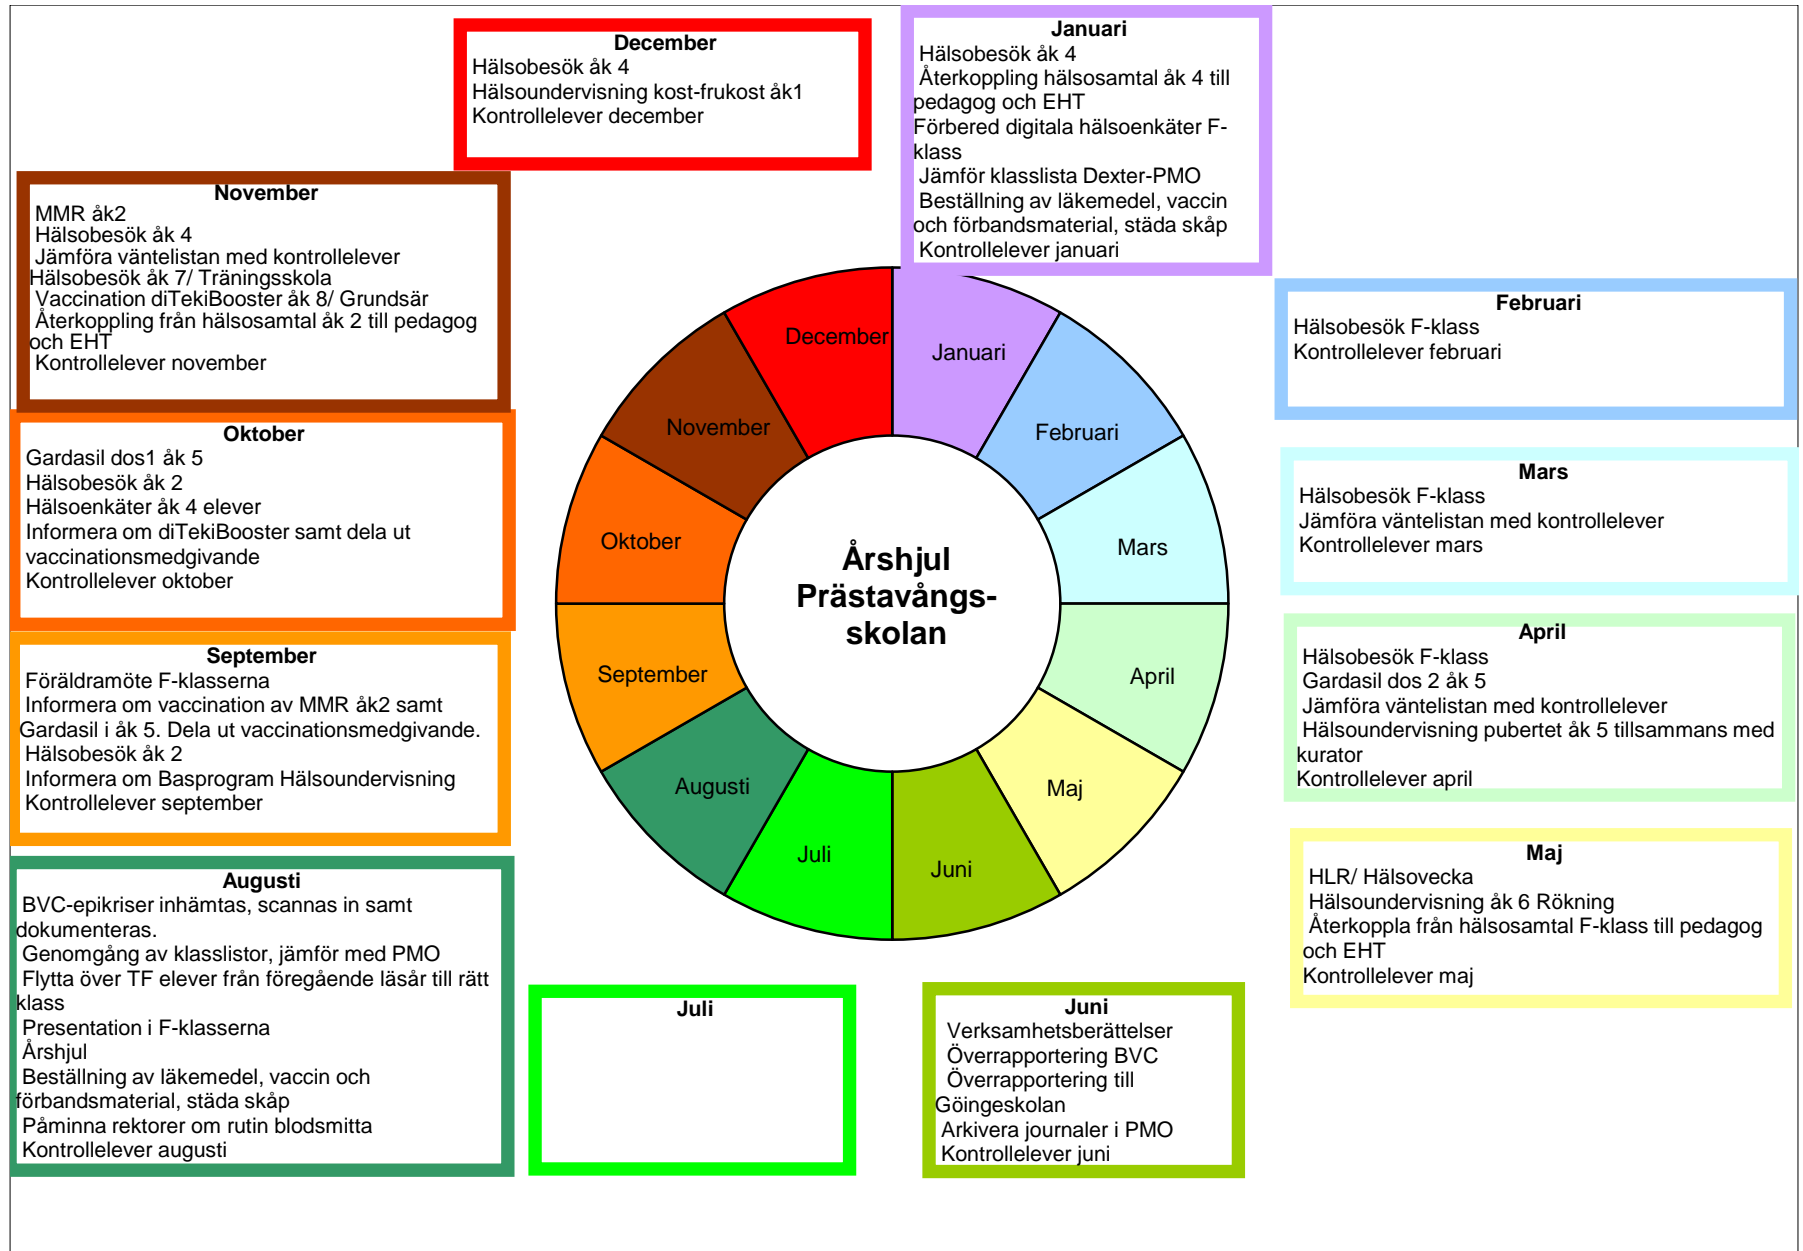 December
Hälsobesök åk 4
Hälsoundervisning kost-frukost åk1
Kontrollelever december
Januari
Hälsobesök åk 4
Återkoppling hälsosamtal åk 4 till
pedagog och EHT
Förbered digitala hälsoenkäter F-
klass
Jämför klasslista Dexter-PMO
Beställning av läkemedel, vaccin
och förbandsmaterial, städa skåp
Kontrollelever januari
November
MMR åk2
Hälsobesök åk 4
Jämföra väntelistan med kontrollelever
Hälsobesök åk 7/ Träningsskola
Vaccination diTekiBooster åk 8/ Grundsär
Återkoppling från hälsosamtal åk 2 till pedagog
och EHT
Kontrollelever november
Februari
Hälsobesök F-klass
Kontrollelever februari
Oktober
Gardasil dos1 åk 5
Hälsobesök åk 2
Hälsoenkäter åk 4 elever
Informera om diTekiBooster samt dela ut
vaccinationsmedgivande
Kontrollelever oktober
Mars
Hälsobesök F-klass
Jämföra väntelistan med kontrollelever
Kontrollelever mars
September
Föräldramöte F-klasserna
Informera om vaccination av MMR åk2 samt
Gardasil i åk 5. Dela ut vaccinationsmedgivande.
Hälsobesök åk 2
Informera om Basprogram Hälsoundervisning
Kontrollelever september
April
Hälsobesök F-klass
Gardasil dos 2 åk 5
Jämföra väntelistan med kontrollelever
Hälsoundervisning pubertet åk 5 tillsammans med
kurator
Kontrollelever april
Augusti
BVC-epikriser inhämtas, scannas in samt
dokumenteras.
Genomgång av klasslistor, jämför med PMO
Flytta över TF elever från föregående läsår till rätt
klass
Presentation i F-klasserna
Årshjul
Beställning av läkemedel, vaccin och
förbandsmaterial, städa skåp
Påminna rektorer om rutin blodsmitta
Kontrollelever augusti
Maj
HLR/ Hälsovecka
Hälsoundervisning åk 6 Rökning
Återkoppla från hälsosamtal F-klass till pedagog
och EHT
Kontrollelever maj
Juli
Juni
Verksamhetsberättelser
Överrapportering BVC
Överrapportering till
Göingeskolan
Arkivera journaler i PMO
Kontrollelever juni
December
Januari
Februari
Mars
April
Maj
Juni
Juli
Augusti
September
Oktober
November
Årshjul
Prästavångs-
skolan